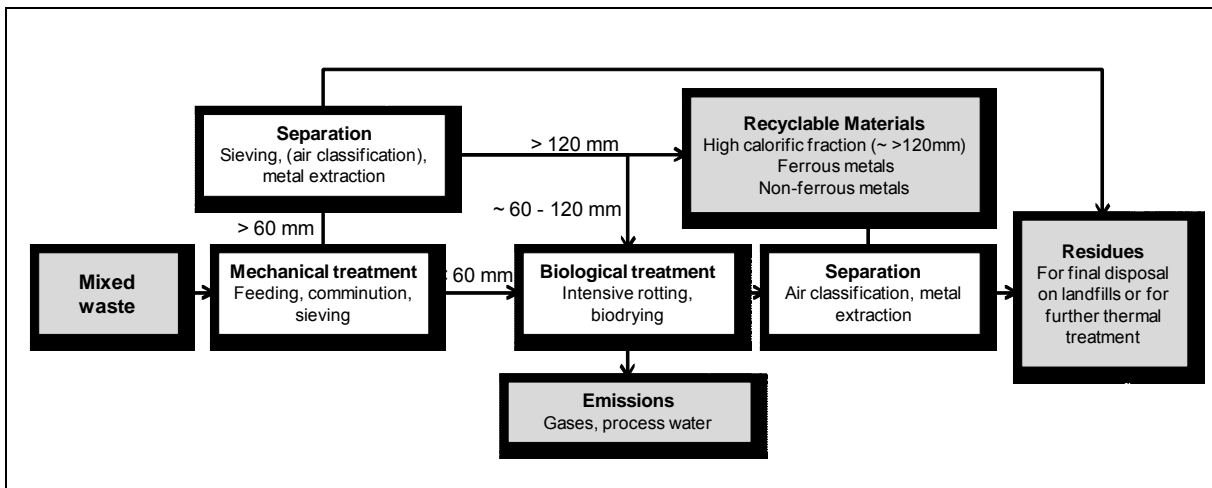 Separation
Sieving, (air classification),
metal extraction
> 120 mm
Recyclable Materials
High calorific fraction (~ >120mm)
Ferrous metals
Non-ferrous metals
~ 60 - 120 mm
> 60 mm
Mixed
waste
Mechanical treatment
Feeding, comminution,
sieving
< 60 mm
Biological treatment
Intensive rotting,
biodrying
Separation
Air classification, metal
extraction
Residues
For final disposal
on landfills or for
further thermal
treatment
Emissions
Gases, process water